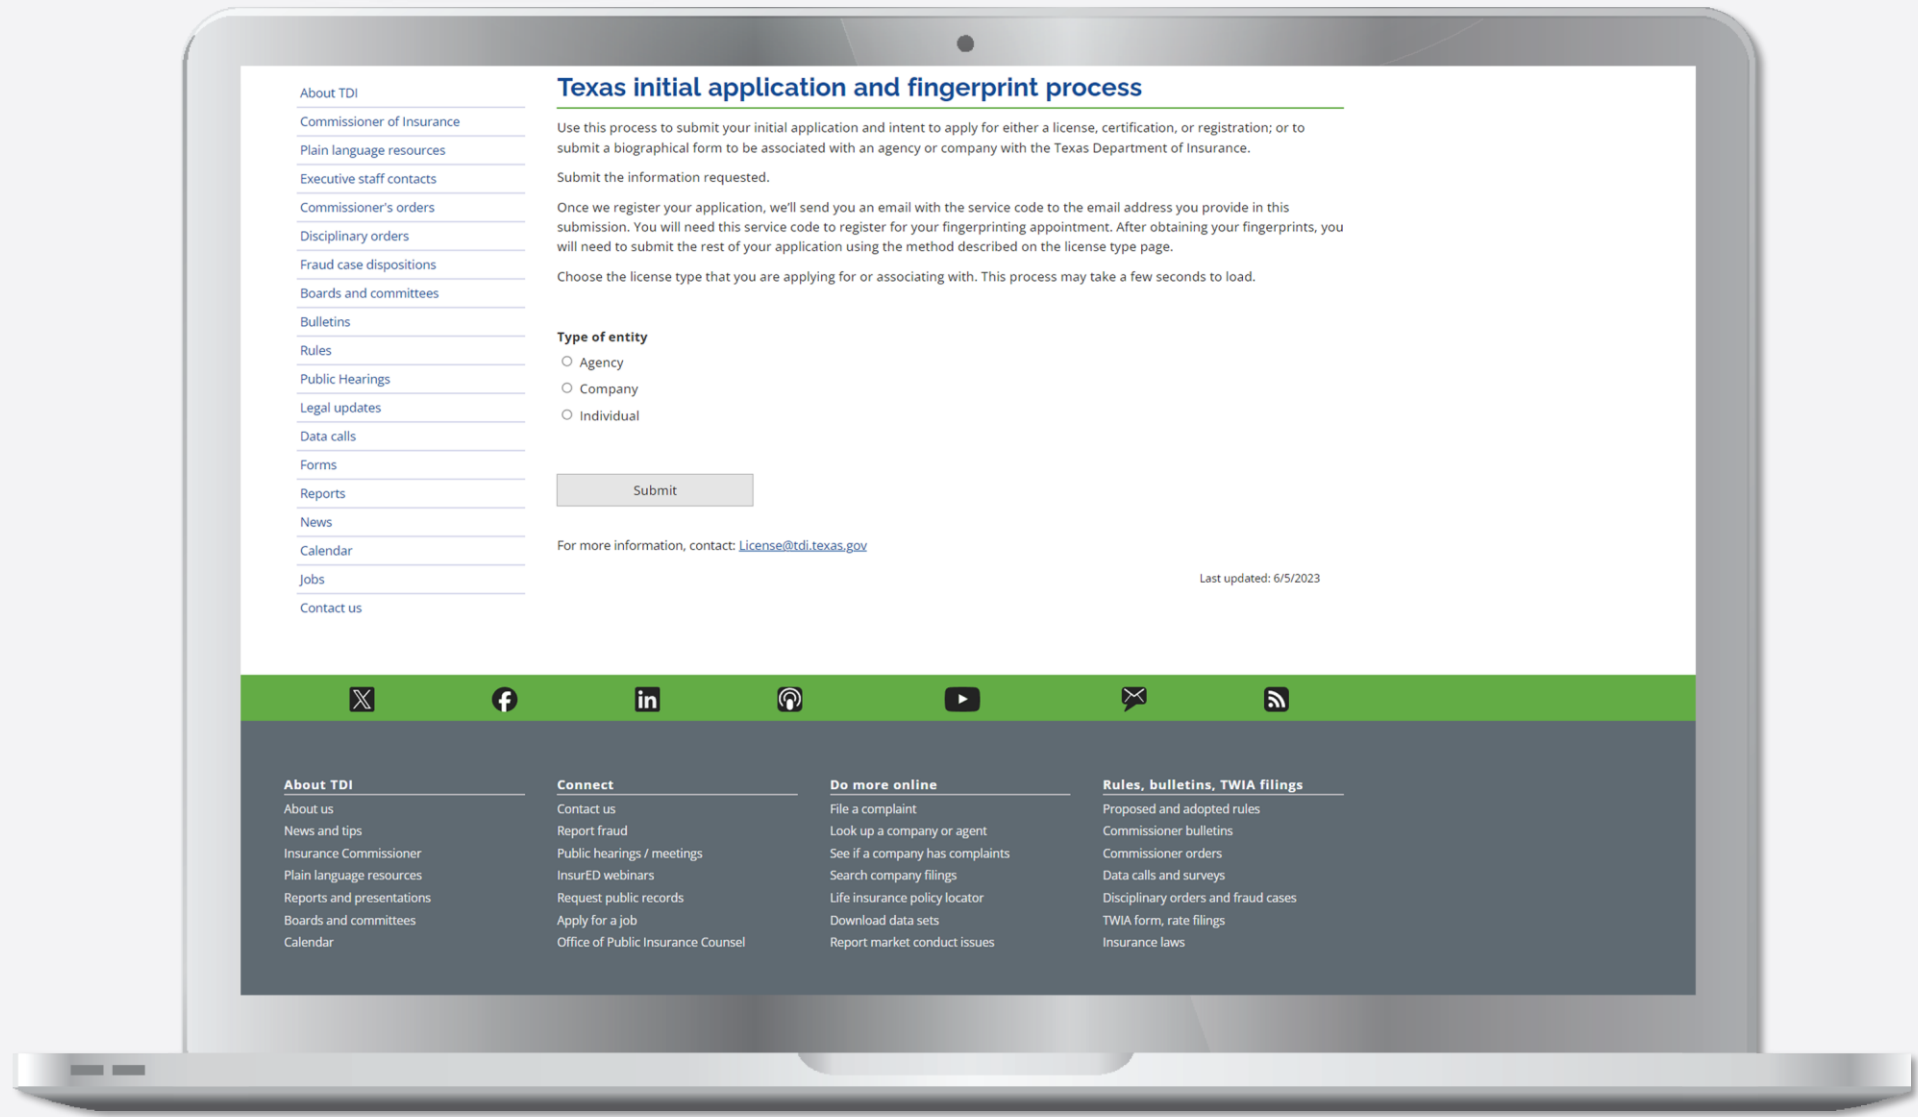 About TDI
Commissioner of Insurance
Plain language resources
Executive staff contacts
Commissioner's orders
Disciplinary orders
Fraud case dispositions
Boards and committees
Bulletins
Rules
Public Hearings
Legal updates
Data calls
Forms
Reports
News
Calendar
Jobs
Contact us
Texas initial application and fingerprint process
Use this process to submit your initial application and intent to apply for either a license, certification, or registration; or to
submit a biographical form to be associated with an agency or company with the Texas Department of Insurance.
Submit the information requested.
Once we register your application, we'll send you an email with the service code to the email address you provide in this
submission. You will need this service code to register for your fingerprinting appointment. After obtaining your fingerprints, you
will need to submit the rest of your application using the method described on the license type page.
Choose the license type that you are applying for or associating with. This process may take a few seconds to load.
Type of entity
Agency
Company
Individual
Submit
For more information, contact: License@tdi.texas.gov
Last updated: 6/5/2023
About TDI
About us
News and tips
Insurance Commissioner
Plain language resources
Reports and presentations
Boards and committees
Calendar
Connect
Contact us
Report fraud
Public hearings / meetings
InsurED webinars
Request public records
Apply for a job
Office of Public Insurance Counsel
Do more online
File a complaint
Look up a company or agent
See if a company has complaints
Search company filings
Life insurance policy locator
Download data sets
Report market conduct issues
Rules, bulletins, TWIA filings
Proposed and adopted rules
Commissioner bulletins
Commissioner orders
Data calls and surveys
Disciplinary orders and fraud cases
TWIA form, rate filings
Insurance laws